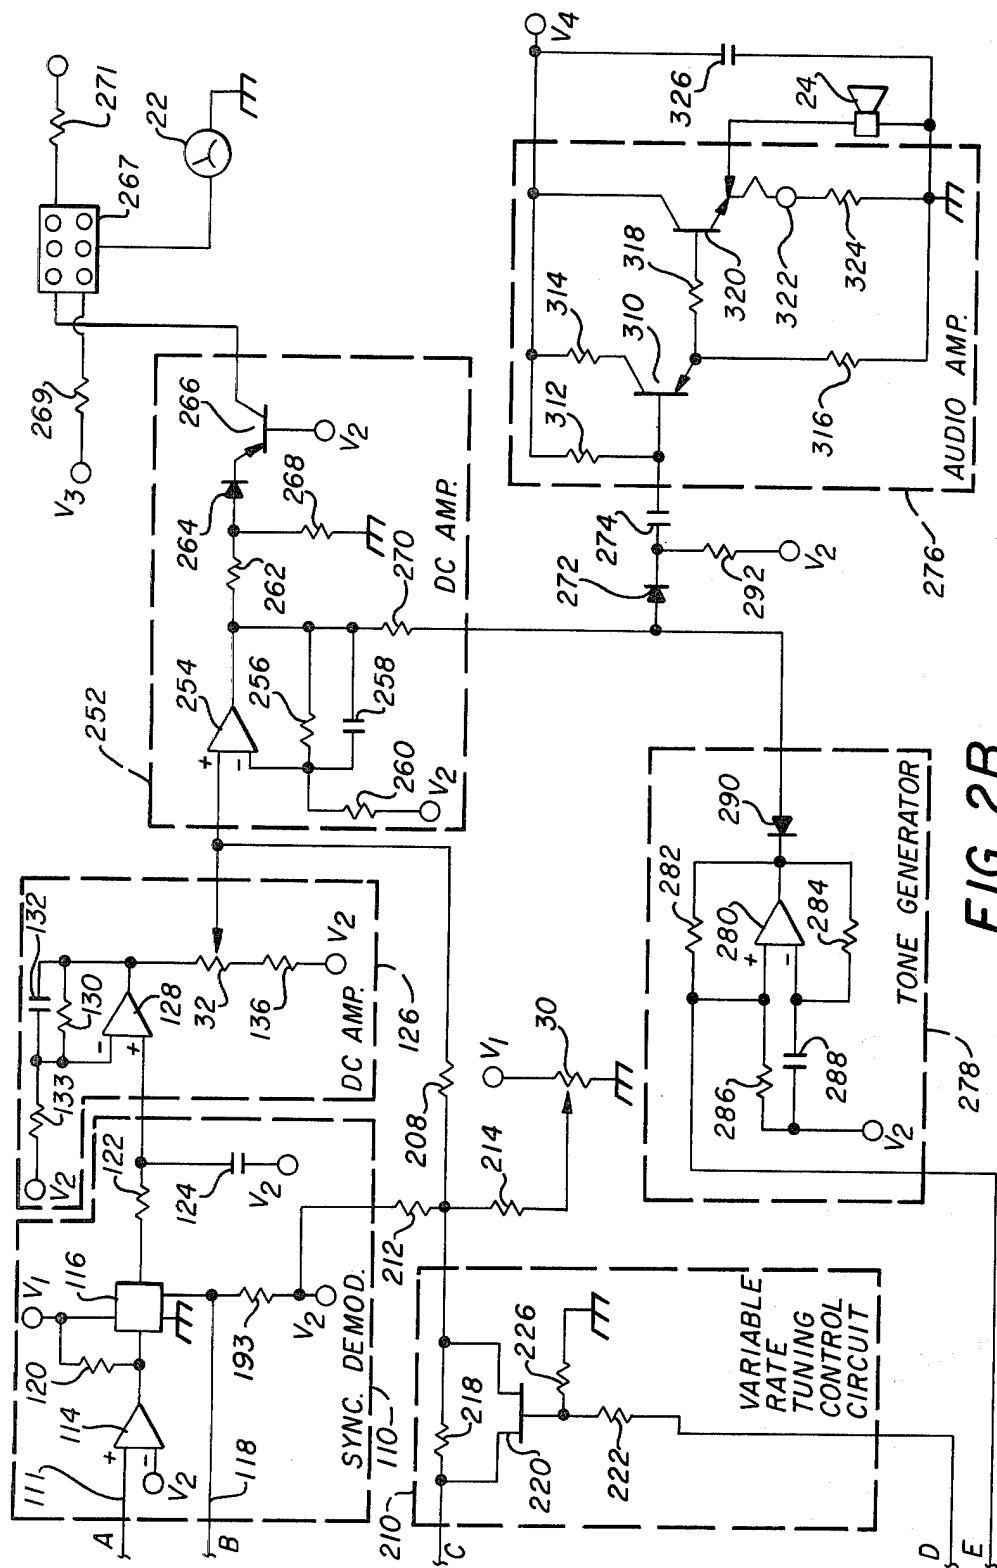 FIG. 2B
A
111
114
120
V1
116
122
124
V2
V2
B
118
193
V2
SYNC. DEMOD.
110
V2
133
130
132
128
32
136
V2
DC AMP.
126
252
254
256
258
260
V2
262
264
266
V2
268
270
DC AMP.
V3
269
267
271
22
C
210
218
220
222
226
VARIABLE
RATE
TUNING
CONTROL
CIRCUIT
212
208
214
V1
30
D
E
282
280
284
286
288
V2
290
TONE GENERATOR
278
272
274
292
V2
276
312
314
310
316
318
320
322
324
AUDIO AMP.
V4
326
24
+
-
+
-
+
-
+
-